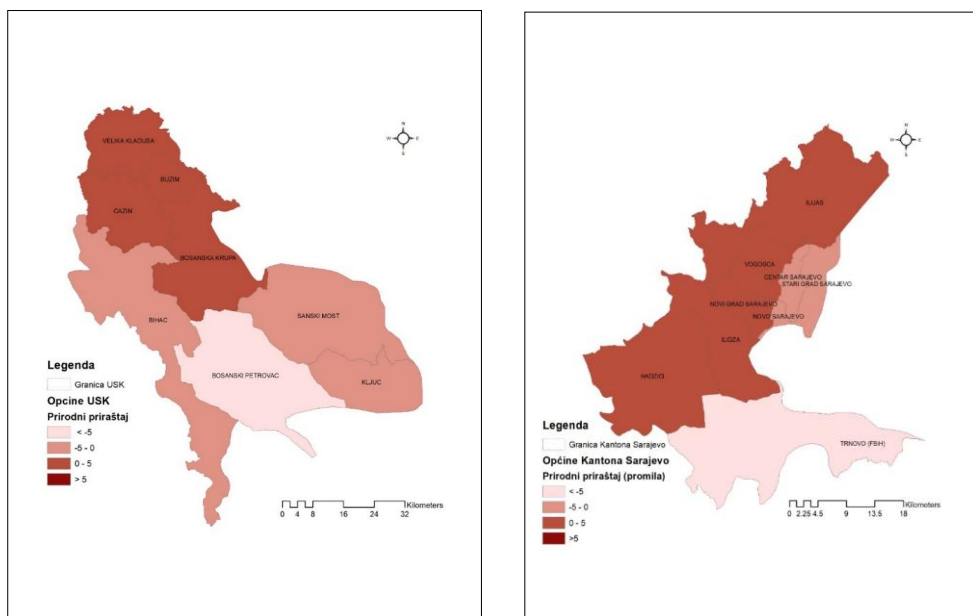 N
W E
S
VELIKA KLADUSA
BUZIM
CAZIN
BOSANSKA KRUPA
SANSKI MOST
BIHAC
BOSANSKI PETROVAC
KLJUC
Legenda
Granica USK
Opcine USK
Prirodni priraštaj
< -5
-5 - 0
0 - 5
> 5
Kilometers
0 4 8 16 24 32
N
W E
S
ILIJAS
VOGOSCA
CENTAR SARAJEVO
STARI GRAD SARAJEVO
NOVI GRAD SARAJEVO
NOVO SARAJEVO
ILIDZA
HADZICI
TRNOVO (FBIH)
Legenda
Granica Kantona Sarajevo
Općine Kantona Sarajevo
Prirodni priraštaj (promila)
< -5
-5 - 0
0 - 5
>5
Kilometers
0 2.25 4.5 9 13.5 18